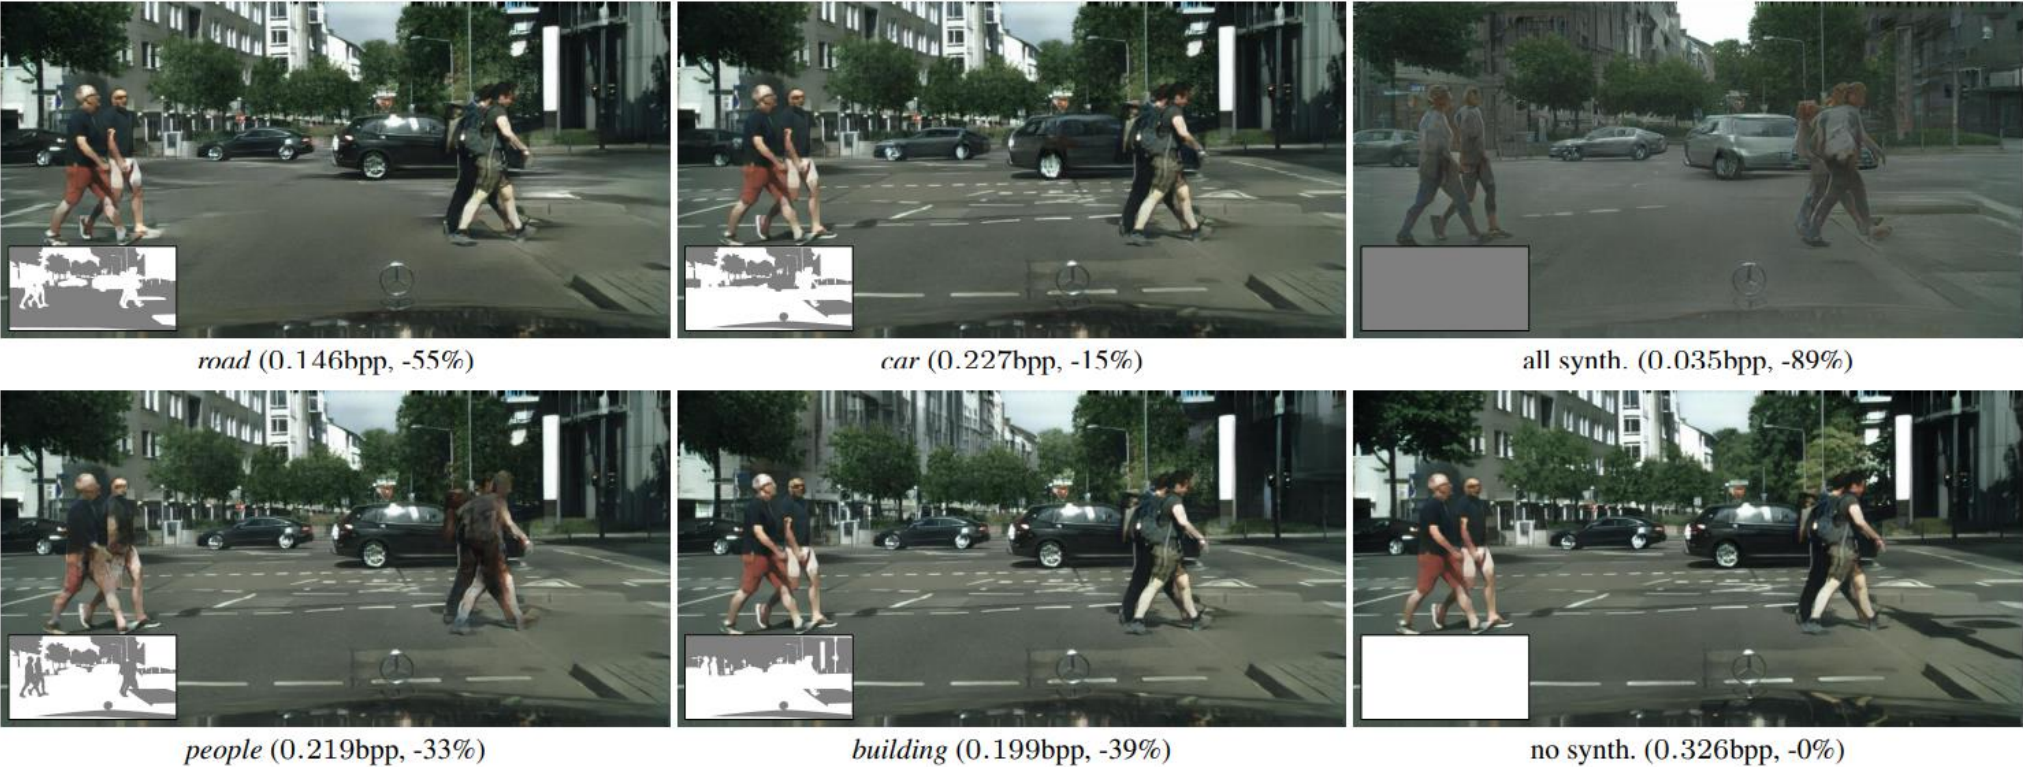 road (0.146bpp, -55%)
car (0.227bpp, -15%)
all synth. (0.035bpp, -89%)
people (0.219bpp, -33%)
building (0.199bpp, -39%)
no synth. (0.326bpp, -0%)